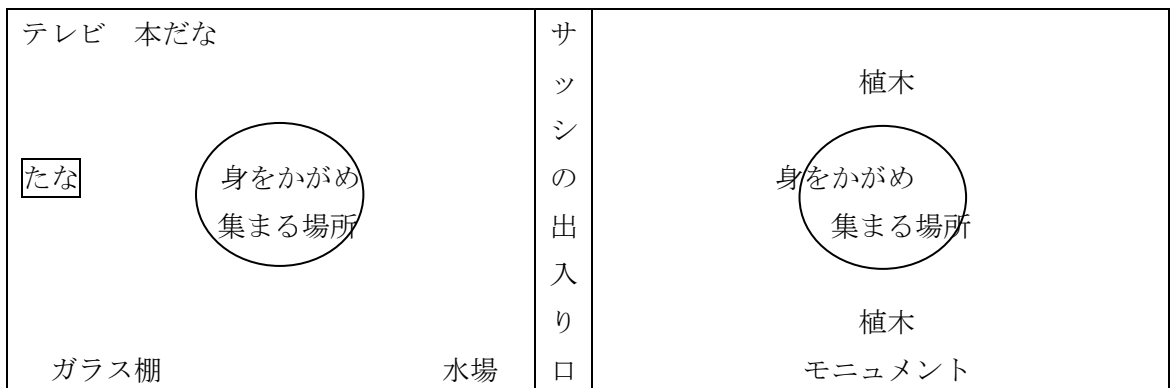 テレビ 本だな
たな
身をかがめ
集まる場所
ガラス棚 水場
サッシの出入り口
植木
身をかがめ
集まる場所
植木
モニュメント